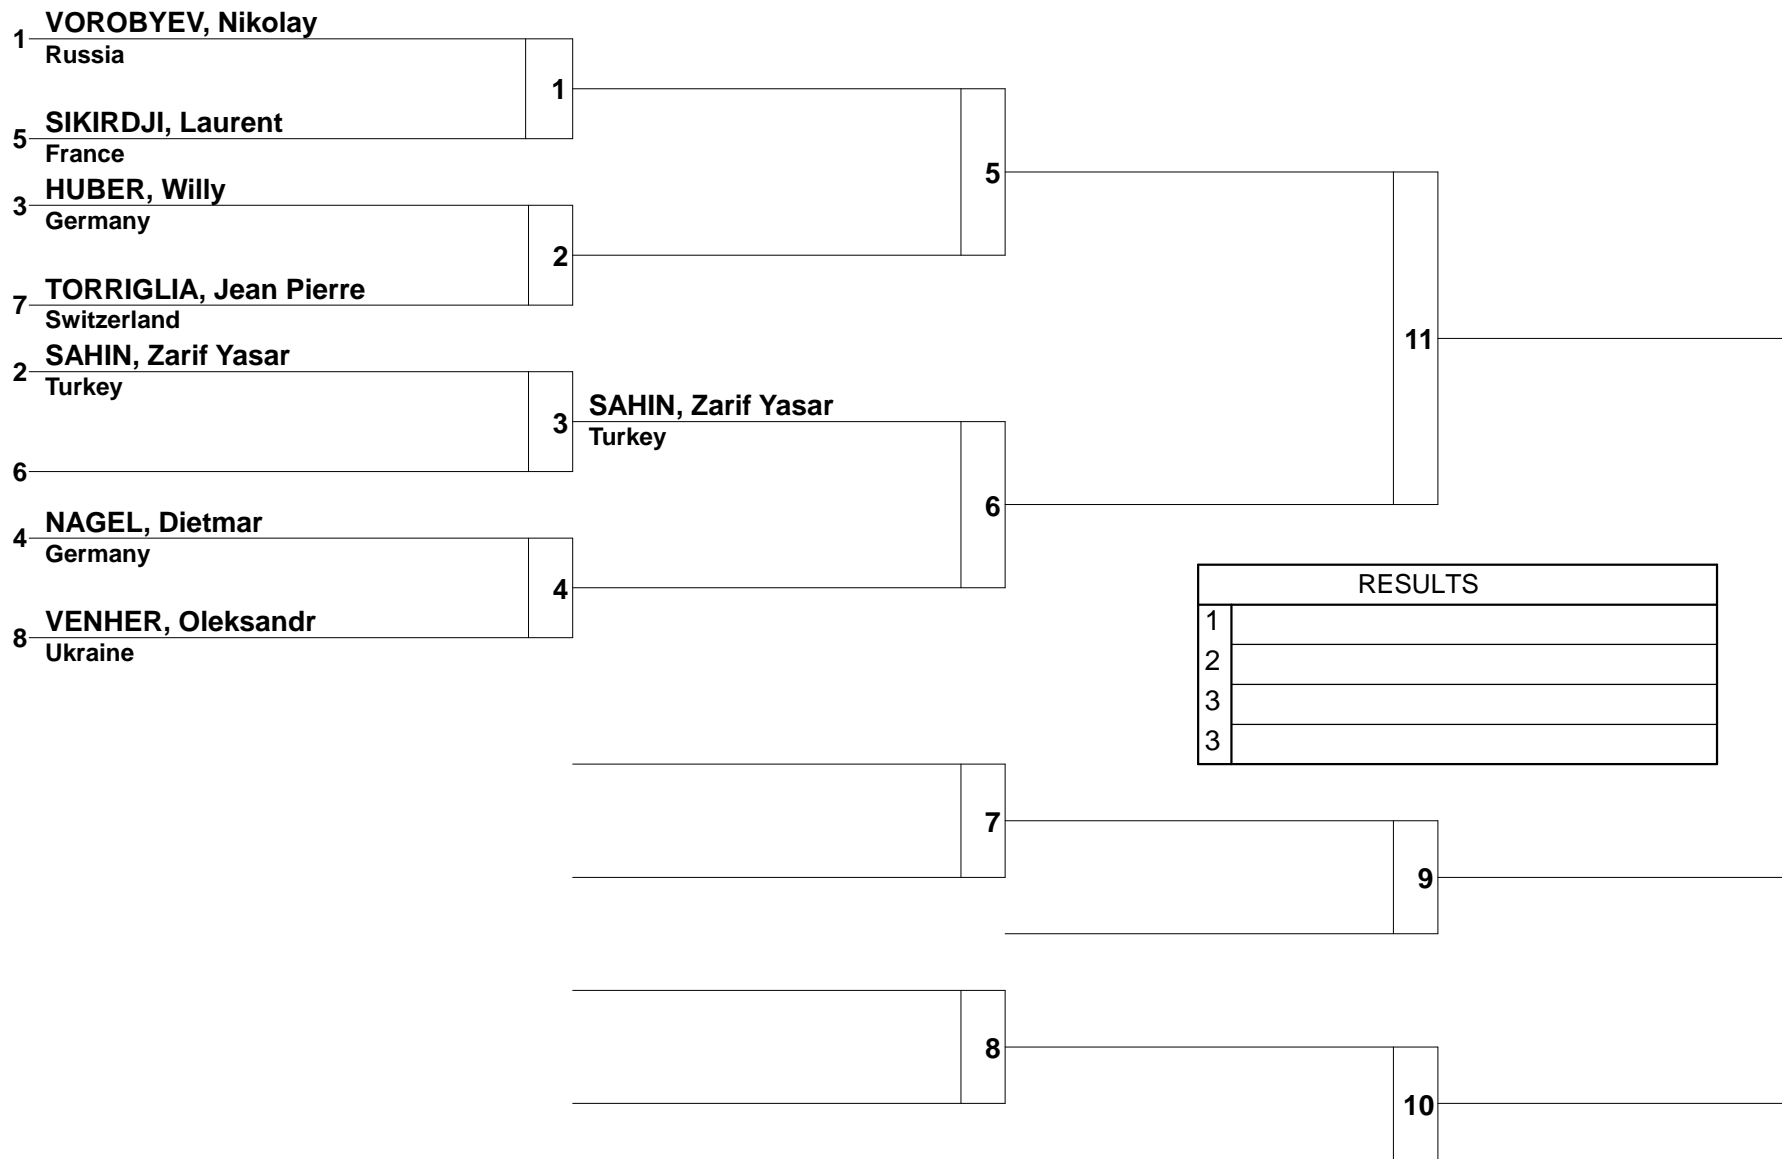 VOROBYEV, Nikolay
1
Russia
1
SIKIRDJI, Laurent
5
France
5
HUBER, Willy
3
Germany
2
TORRIGLIA, Jean Pierre
7
Switzerland
11
SAHIN, Zarif Yasar
2
Turkey
SAHIN, Zarif Yasar
3
Turkey
6
6
NAGEL, Dietmar
4
Germany
4
VENHER, Oleksandr
8
Ukraine
RESULTS
1
2
3
3
7
9
8
10